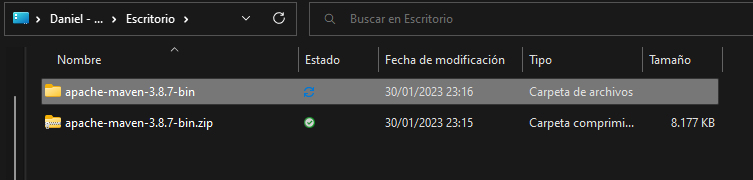 Daniel - ... Escritorio Buscar en Escritorio
Nombre Estado Fecha de modificación Tipo Tamaño
apache-maven-3.8.7-bin 30/01/2023 23:16 Carpeta de archivos
apache-maven-3.8.7-bin.zip 30/01/2023 23:15 Carpeta comprimi... 8.177 KB